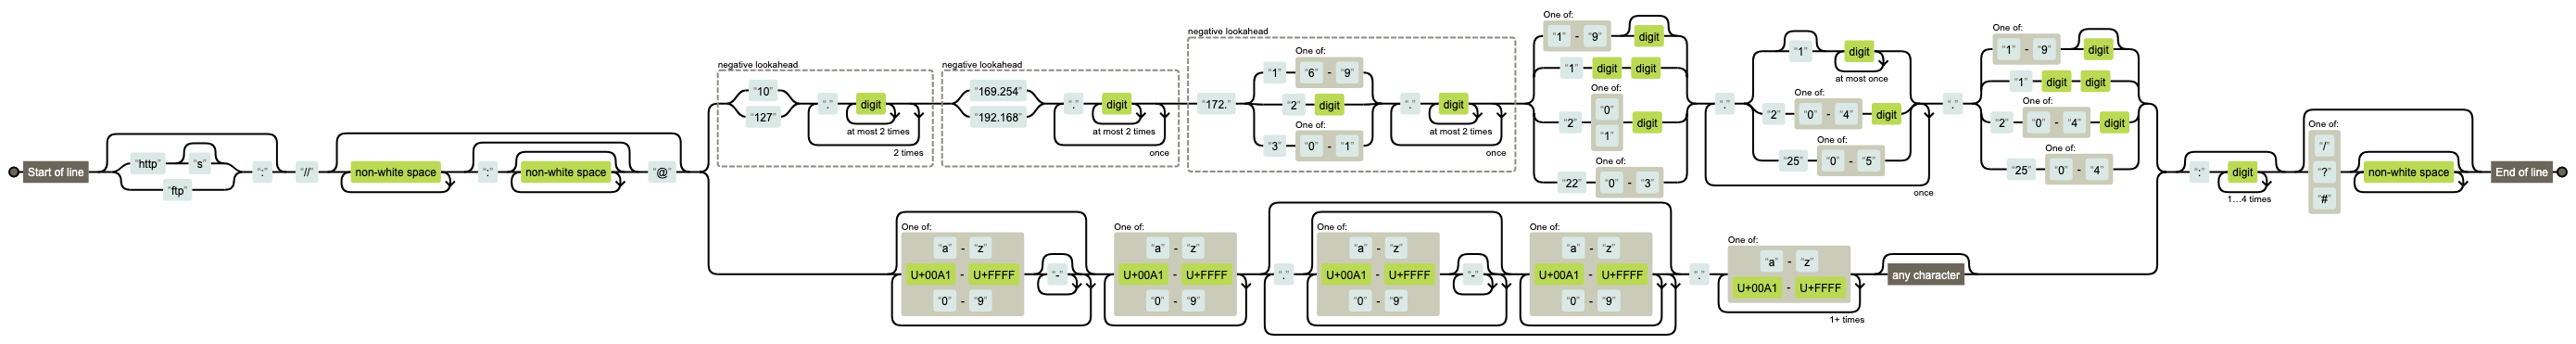 Start of line
“http” “s”
“ftp”
“:”
“//”
non-white space
“:”
non-white space
“@”
negative lookahead
“10”
“127”
“.”
digit
at most 2 times
2 times
negative lookahead
“169.254”
“192.168”
“.”
digit
at most 2 times
once
negative lookahead
“172.”
One of:
“1” “6” - “9”
“2” digit
One of:
“3” “0” - “1”
“.”
digit
at most 2 times
once
One of:
“1” - “9” digit
“1” digit digit
One of:
“2” “0” “1” digit
One of:
“22” “0” - “3”
“.”
“1” digit
at most once
One of:
“2” “0” - “4” digit
One of:
“25” “0” - “5”
once
“.”
One of:
“1” - “9” digit
“1” digit digit
One of:
“2” “0” - “4” digit
One of:
“25” “0” - “4”
One of:
“a” - “z”
U+00A1 - U+FFFF
“0” - “9”
“-”
One of:
“a” - “z”
U+00A1 - U+FFFF
“0” - “9”
“.”
One of:
“a” - “z”
U+00A1 - U+FFFF
“0” - “9”
“-”
One of:
“a” - “z”
U+00A1 - U+FFFF
“0” - “9”
“.”
One of:
“a” - “z”
U+00A1 - U+FFFF
1+ times
any character
“:”
digit
1...4 times
One of:
“/”
“?”
“#”
non-white space
End of line